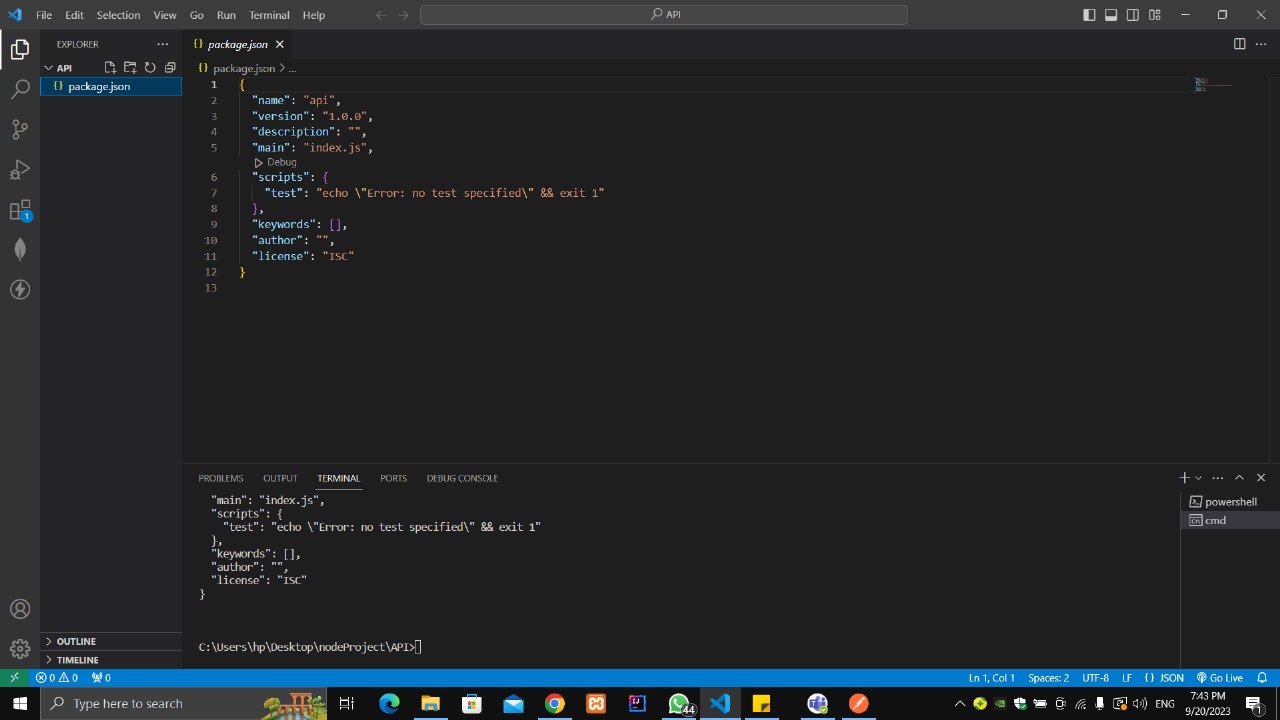 File Edit Selection View Go Run Terminal Help
API
EXPLORER
package.json
API
package.json > ...
package.json
1 {
2 "name": "api",
3 "version": "1.0.0",
4 "description": "",
5 "main": "index.js",
Debug
6 "scripts": {
7 "test": "echo \"Error: no test specified\" && exit 1"
8 },
9 "keywords": [],
10 "author": "",
11 "license": "ISC"
12 }
13
1
PROBLEMS OUTPUT TERMINAL PORTS DEBUG CONSOLE
"main": "index.js",
"scripts": {
"test": "echo \"Error: no test specified\" && exit 1"
},
"keywords": [],
"author": "",
"license": "ISC"
}
C:\Users\hp\Desktop\nodeProject\API>
powershell
cmd
OUTLINE
TIMELINE
0 0 0
Ln 1, Col 1 Spaces: 2 UTF-8 LF {} JSON Go Live
Type here to search
44
ENG
7:43 PM
9/20/2023
1